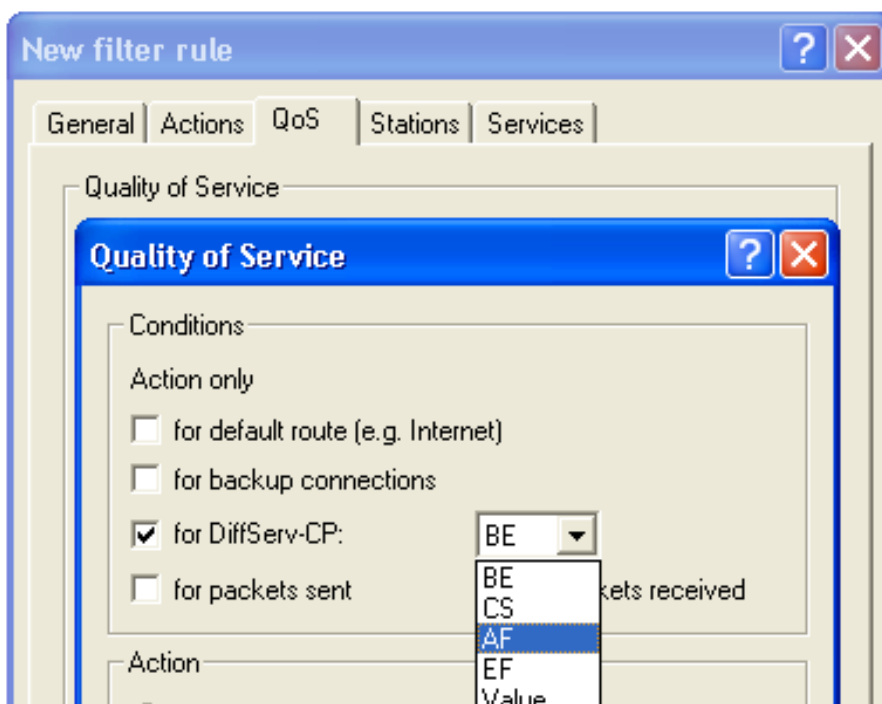 New filter rule
General Actions QoS Stations Services
Quality of Service
Quality of Service
Conditions
Action only
for default route (e.g. Internet)
for backup connections
for DiffServ-CP: BE
for packets sent received
BE
CS
AF
EF
Value
Action